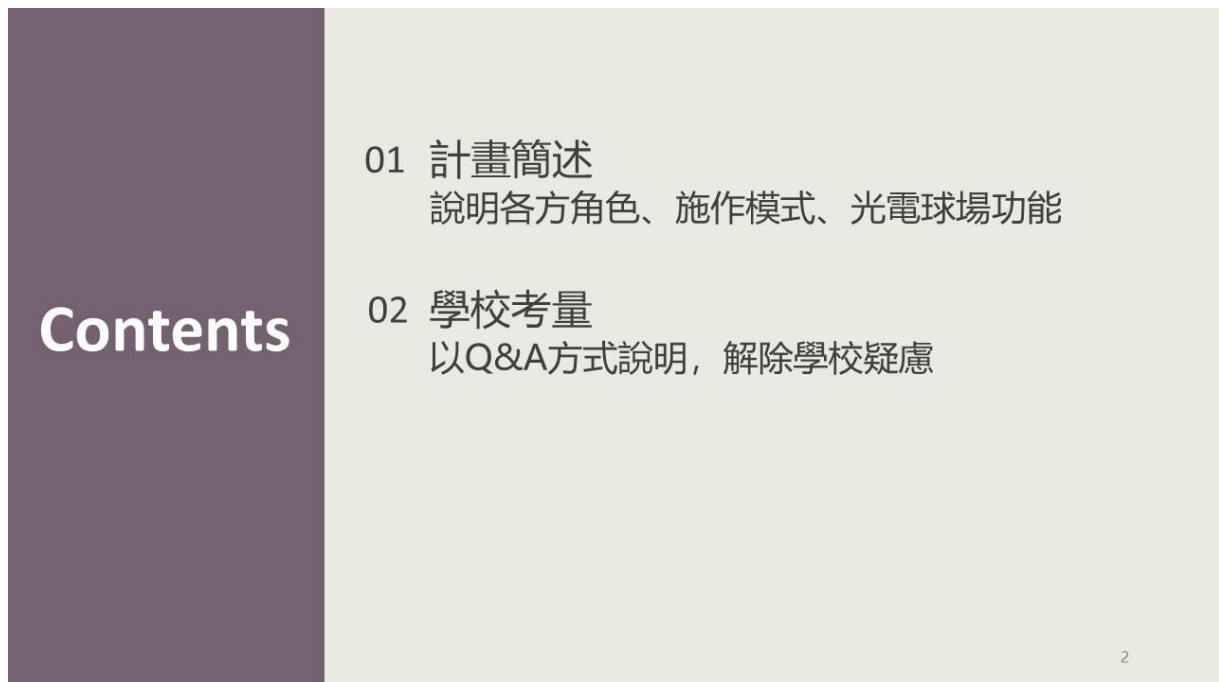 Contents
01 計畫簡述
說明各方角色、施作模式、光電球場功能
02 學校考量
以Q&A方式說明，解除學校疑慮
2